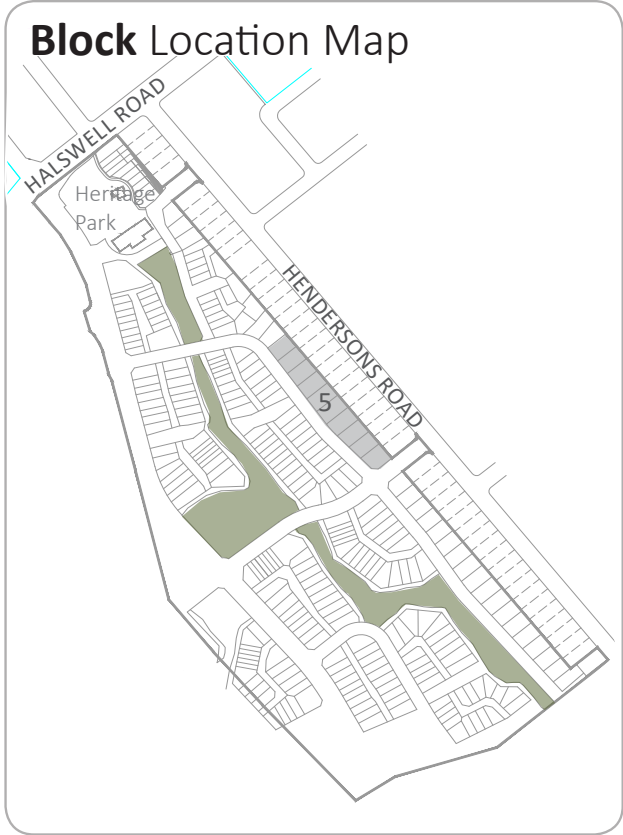 Block Location Map
HALSWELL ROAD
Heritage
Park
HENDERSONS ROAD
5